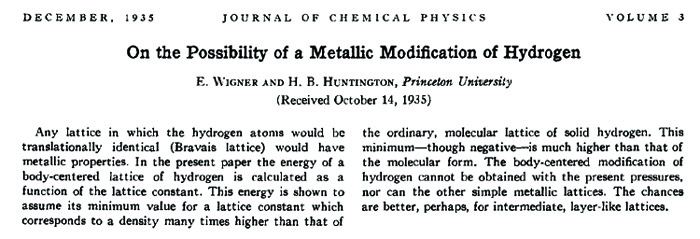 DECEMBER, 1935 JOURNAL OF CHEMICAL PHYSICS VOLUME 3
On the Possibility of a Metallic Modification of Hydrogen
E. WIGNER AND H. B. HUNTINGTON, Princeton University
(Received October 14, 1935)
Any lattice in which the hydrogen atoms would be
translationally identical (Bravais lattice) would have
metallic properties. In the present paper the energy of a
body-centered lattice of hydrogen is calculated as a
function of the lattice constant. This energy is shown to
assume its minimum value for a lattice constant which
corresponds to a density many times higher than that of
the ordinary, molecular lattice of solid hydrogen. This
minimum—though negative—is much higher than that of
the molecular form. The body-centered modification of
hydrogen cannot be obtained with the present pressures,
nor can the other simple metallic lattices. The chances
are better, perhaps, for intermediate, layer-like lattices.